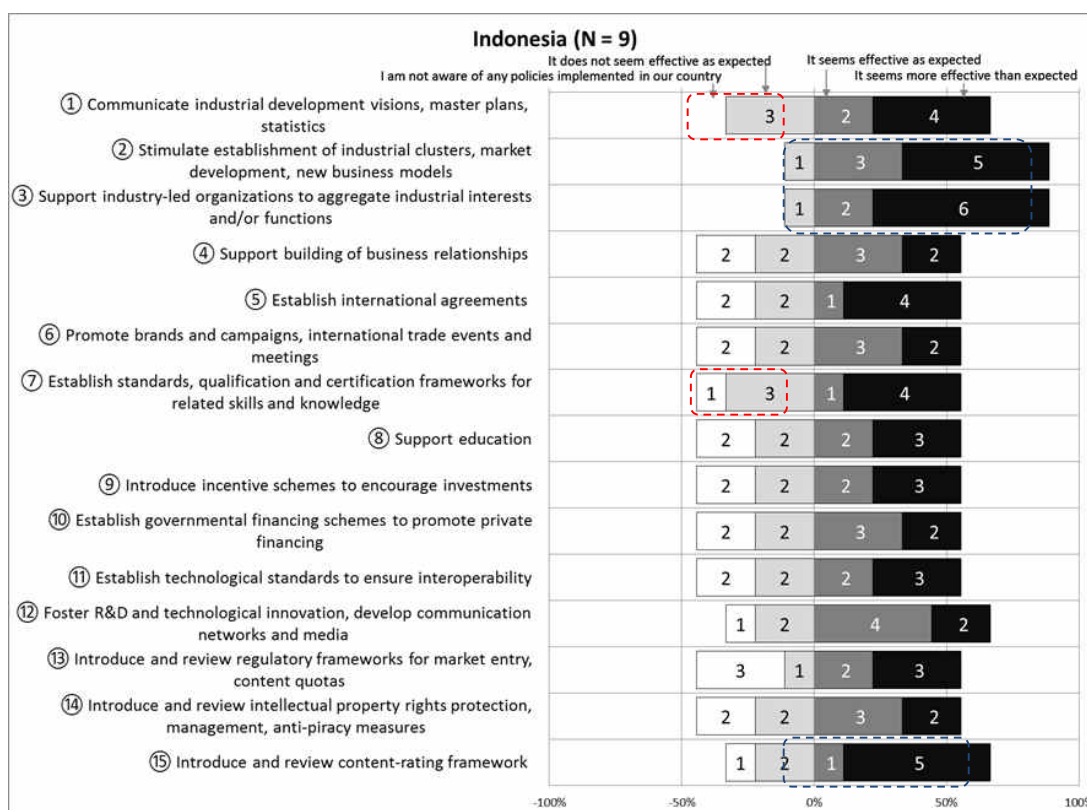 Indonesia (N = 9)
It does not seem effective as expected
It seems effective as expected
I am not aware of any policies implemented in our country
It seems more effective than expected
① Communicate industrial development visions, master plans,
statistics
3 2 4
② Stimulate establishment of industrial clusters, market
development, new business models
1 3 5
③ Support industry-led organizations to aggregate industrial interests
and/or functions
1 2 6
④ Support building of business relationships
2 2 3 2
⑤ Establish international agreements
2 2 1 4
⑥ Promote brands and campaigns, international trade events and
meetings
2 2 3 2
⑦ Establish standards, qualification and certification frameworks for
related skills and knowledge
1 3 1 4
⑧ Support education
2 2 2 3
⑨ Introduce incentive schemes to encourage investments
2 2 2 3
⑩ Establish governmental financing schemes to promote private
financing
2 2 3 2
⑪ Establish technological standards to ensure interoperability
2 2 2 3
⑫ Foster R&D and technological innovation, develop communication
networks and media
1 2 4 2
⑬ Introduce and review regulatory frameworks for market entry,
content quotas
3 1 2 3
⑭ Introduce and review intellectual property rights protection,
management, anti-piracy measures
2 2 3 2
⑮ Introduce and review content-rating framework
1 2 1 5
-100% -50% 0% 50% 100%